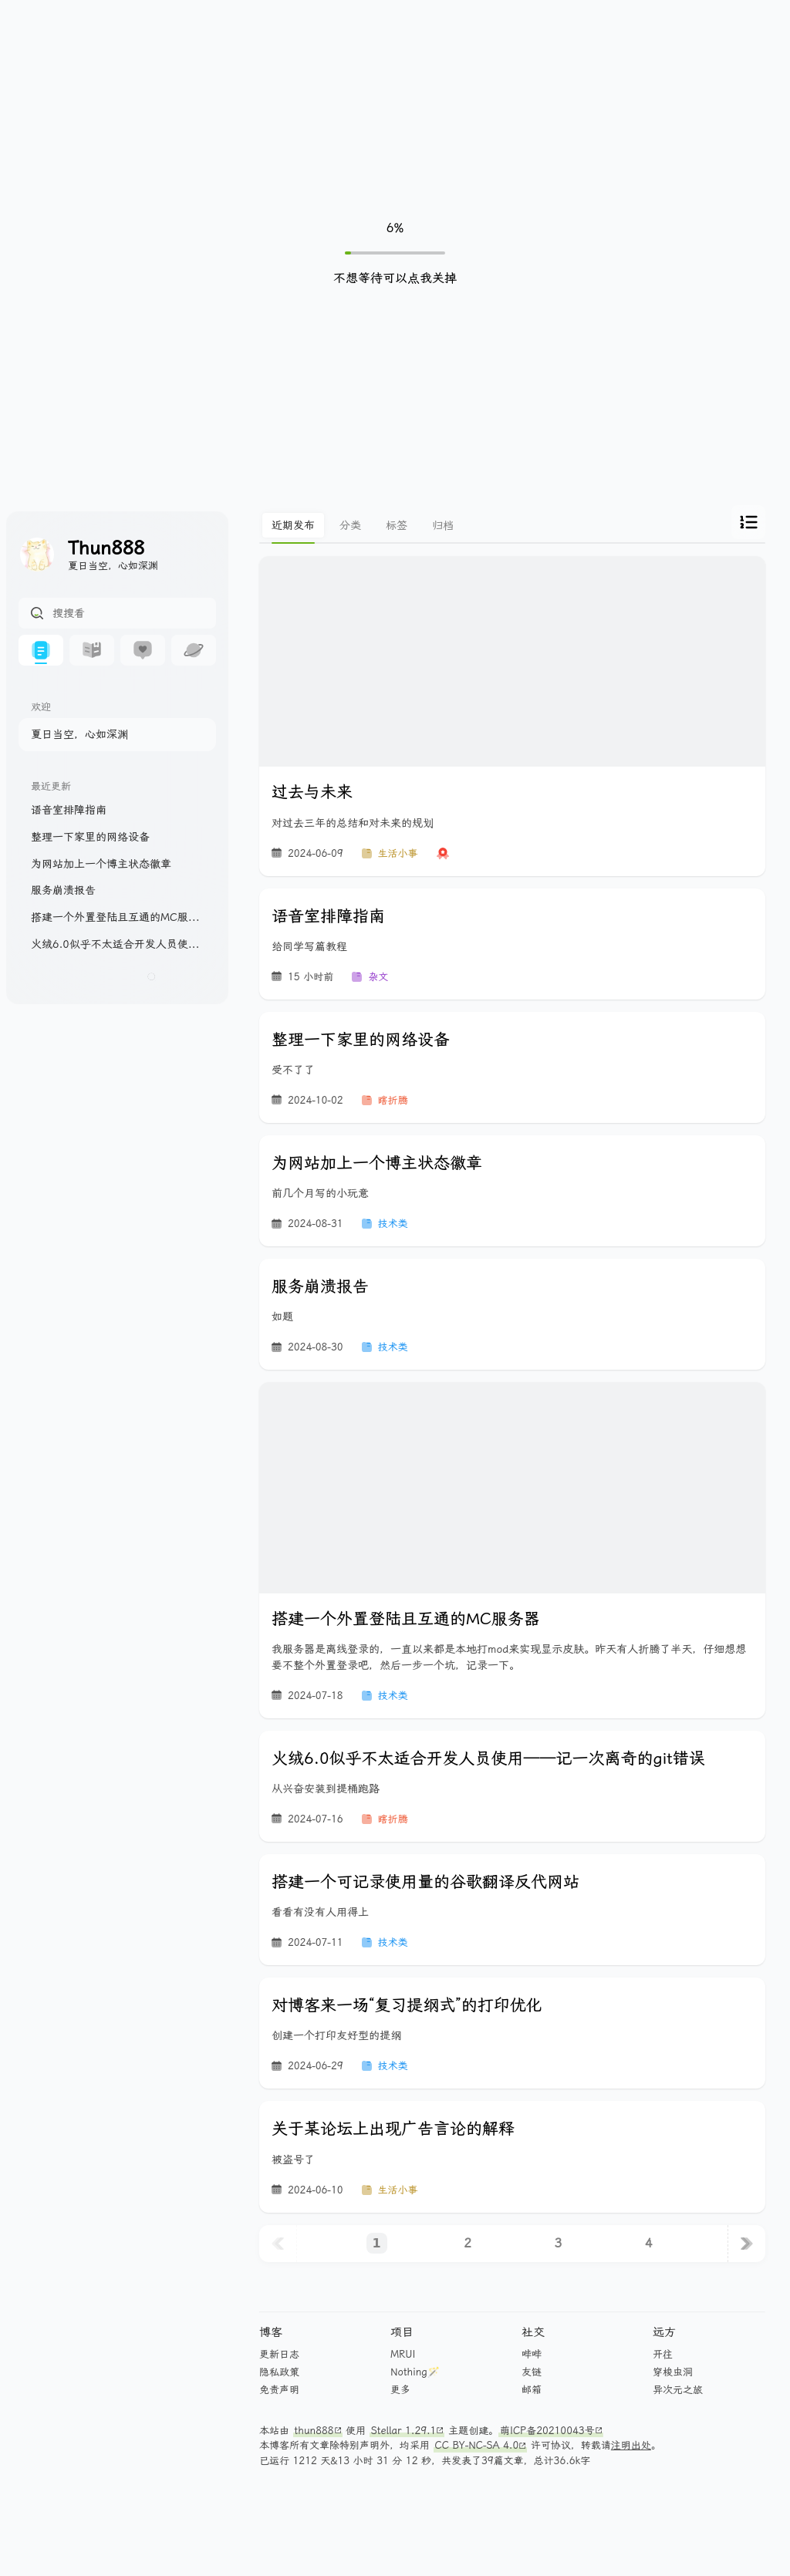 6%
不想等待可以点我关掉
Thun888
夏日当空，心如深渊
搜搜看
欢迎
夏日当空，心如深渊
最近更新
语音室排障指南
整理一下家里的网络设备
为网站加上一个博主状态徽章
服务崩溃报告
搭建一个外置登陆且互通的MC服...
火绒6.0似乎不太适合开发人员使...
近期发布 分类 标签 归档
过去与未来
对过去三年的总结和对未来的规划
2024-06-09 生活小事
语音室排障指南
给同学写篇教程
15 小时前 杂文
整理一下家里的网络设备
受不了了
2024-10-02 瞎折腾
为网站加上一个博主状态徽章
前几个月写的小玩意
2024-08-31 技术类
服务崩溃报告
如题
2024-08-30 技术类
搭建一个外置登陆且互通的MC服务器
我服务器是离线登录的，一直以来都是本地打mod来实现显示皮肤。昨天有人折腾了半天，仔细想想
要不整个外置登录吧，然后一步一个坑，记录一下。
2024-07-18 技术类
火绒6.0似乎不太适合开发人员使用——记一次离奇的git错误
从兴奋安装到提桶跑路
2024-07-16 瞎折腾
搭建一个可记录使用量的谷歌翻译反代网站
看看有没有人用得上
2024-07-11 技术类
对博客来一场“复习提纲式”的打印优化
创建一个打印友好型的提纲
2024-06-29 技术类
关于某论坛上出现广告言论的解释
被盗号了
2024-06-10 生活小事
1 2 3 4
博客 项目 社交 远方
更新日志 MRUI 哔哔 开往
隐私政策 Nothing🪄 友链 穿梭虫洞
免责声明 更多 邮箱 异次元之旅
本站由 thun888 使用 Stellar 1.29.1 主题创建。萌ICP备20210043号
本博客所有文章除特别声明外，均采用 CC BY-NC-SA 4.0 许可协议，转载请注明出处。
已运行 1212 天&13 小时 31 分 12 秒，共发表了39篇文章，总计36.6k字